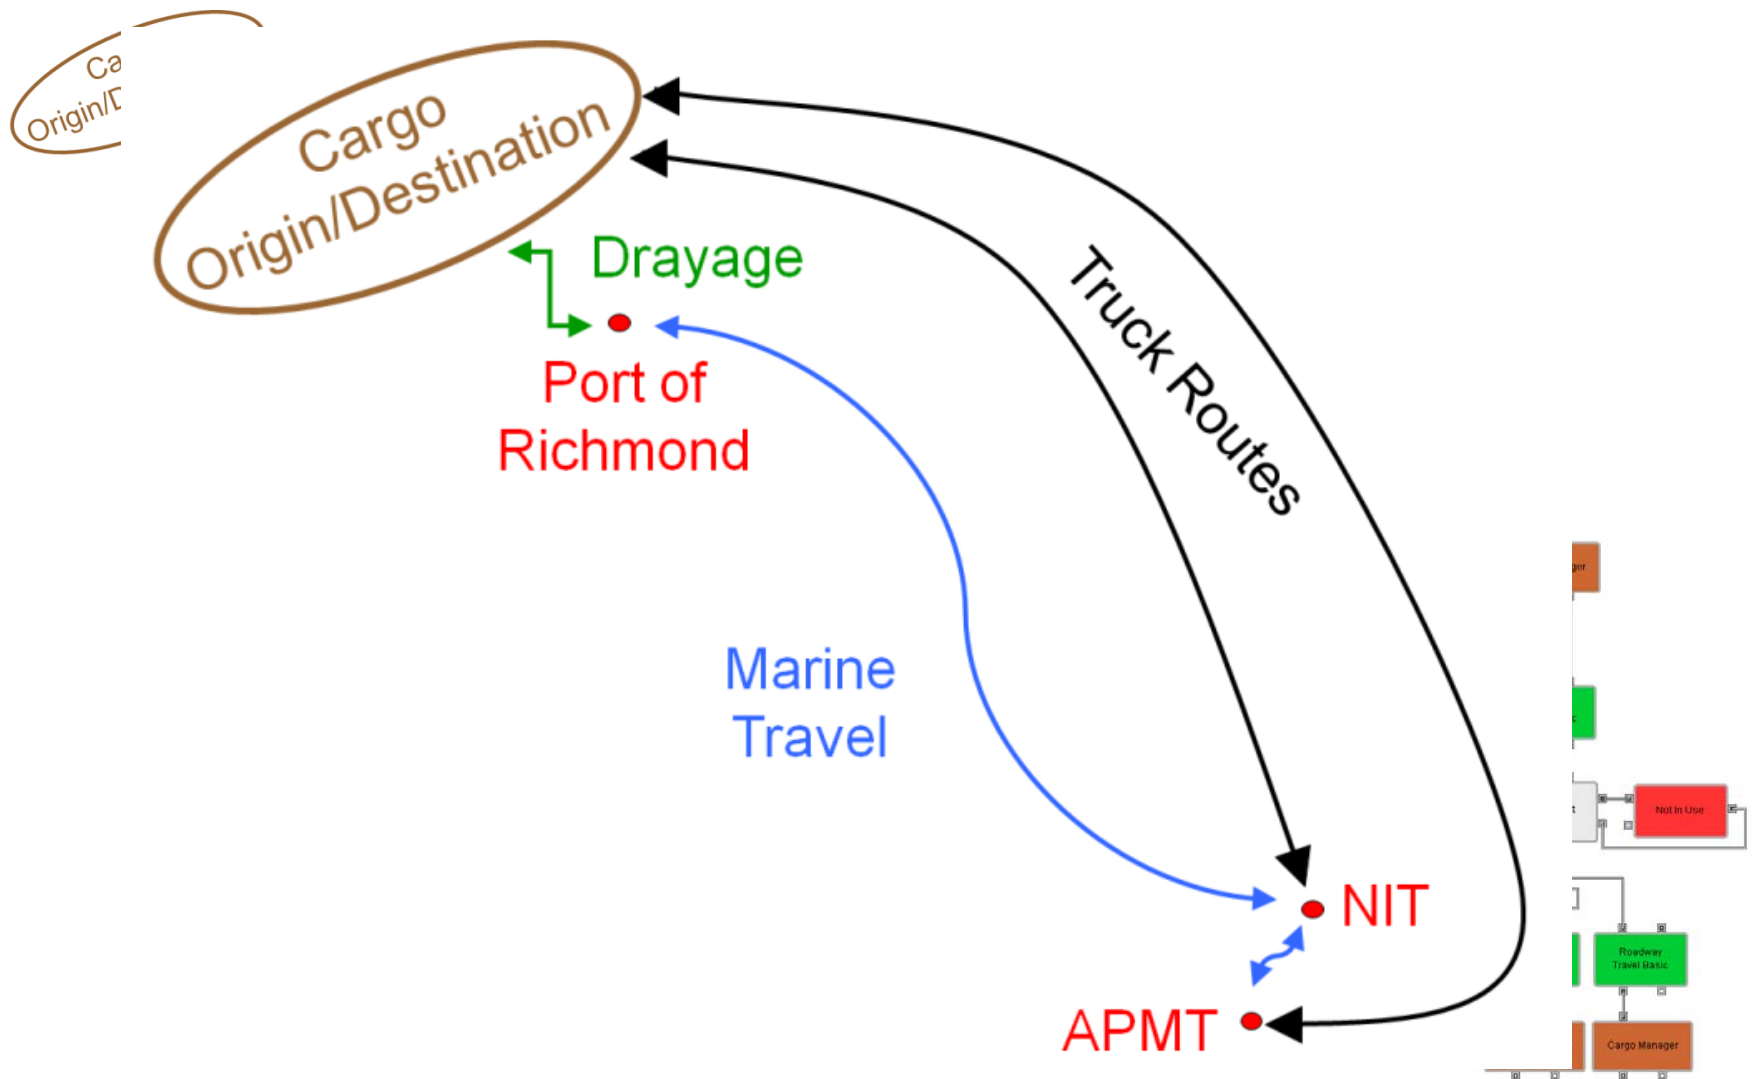 Cargo
Origin/Destination
Drayage
Port of
Richmond
Truck Routes
Marine
Travel
NIT
APMT
Not In Use
Roadway
Travel Basic
Cargo Manager